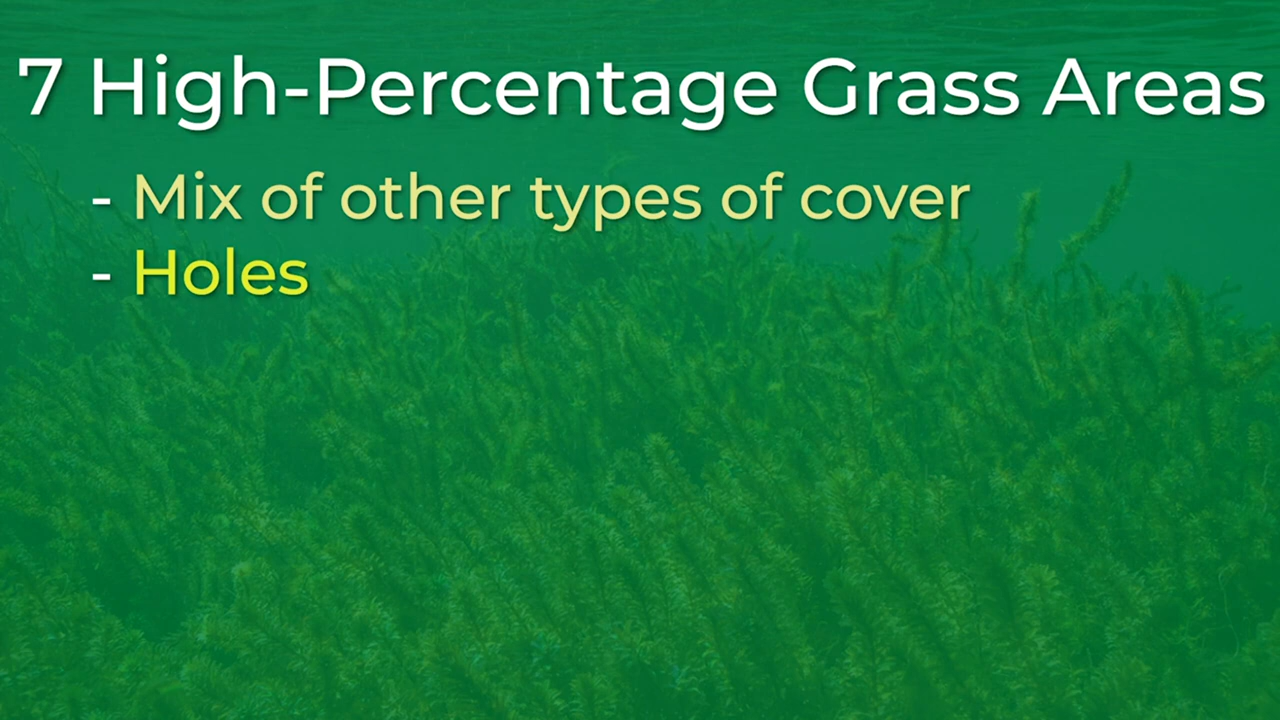 7 High-Percentage Grass Areas
- Mix of other types of cover
- Holes